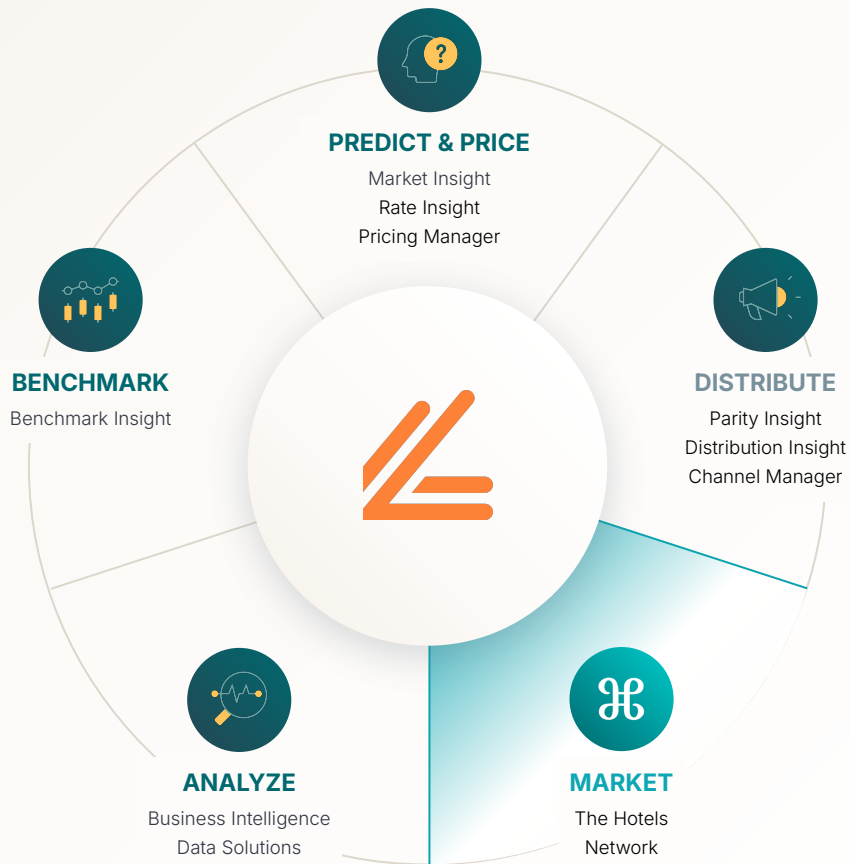 ?
PREDICT & PRICE
Market Insight
Rate Insight
Pricing Manager
BENCHMARK
Benchmark Insight
DISTRIBUTE
Parity Insight
Distribution Insight
Channel Manager
ANALYZE
Business Intelligence
Data Solutions
MARKET
The Hotels
Network